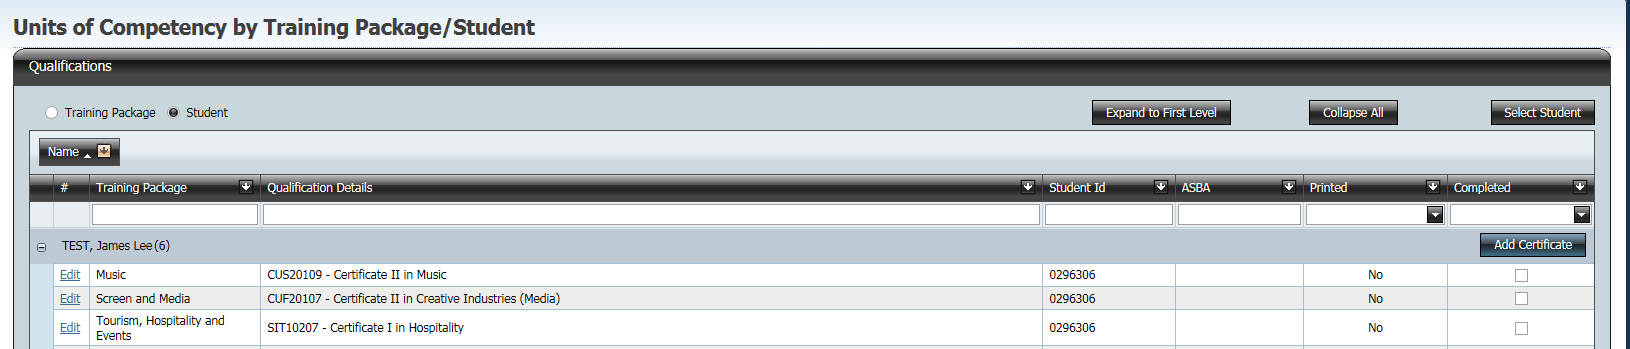 Units of Competency by Training Package/Student
Qualifications
Training Package Student Expand to First Level Collapse All Select Student
Name
# Training Package Qualification Details Student Id ASBA Printed Completed
TEST, James Lee(6) Add Certificate
Edit Music CUS20109 - Certificate II in Music 0296306 No
Edit Screen and Media CUF20107 - Certificate II in Creative Industries (Media) 0296306 No
Edit Tourism, Hospitality and Events SIT10207 - Certificate I in Hospitality 0296306 No